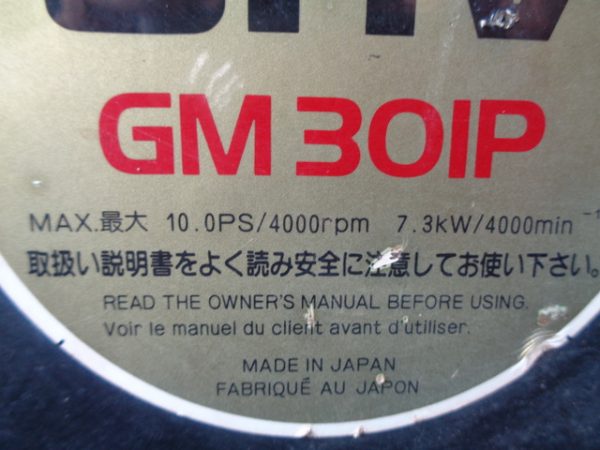 GM 301P
MAX.最大 10.0PS/4000rpm 7.3kW/4000min⁻¹
取扱い説明書をよく読み安全に注意してお使い下さい。
READ THE OWNER'S MANUAL BEFORE USING.
Voir le manuel du client avant d'utiliser.
MADE IN JAPAN
FABRIQUÉ AU JAPON